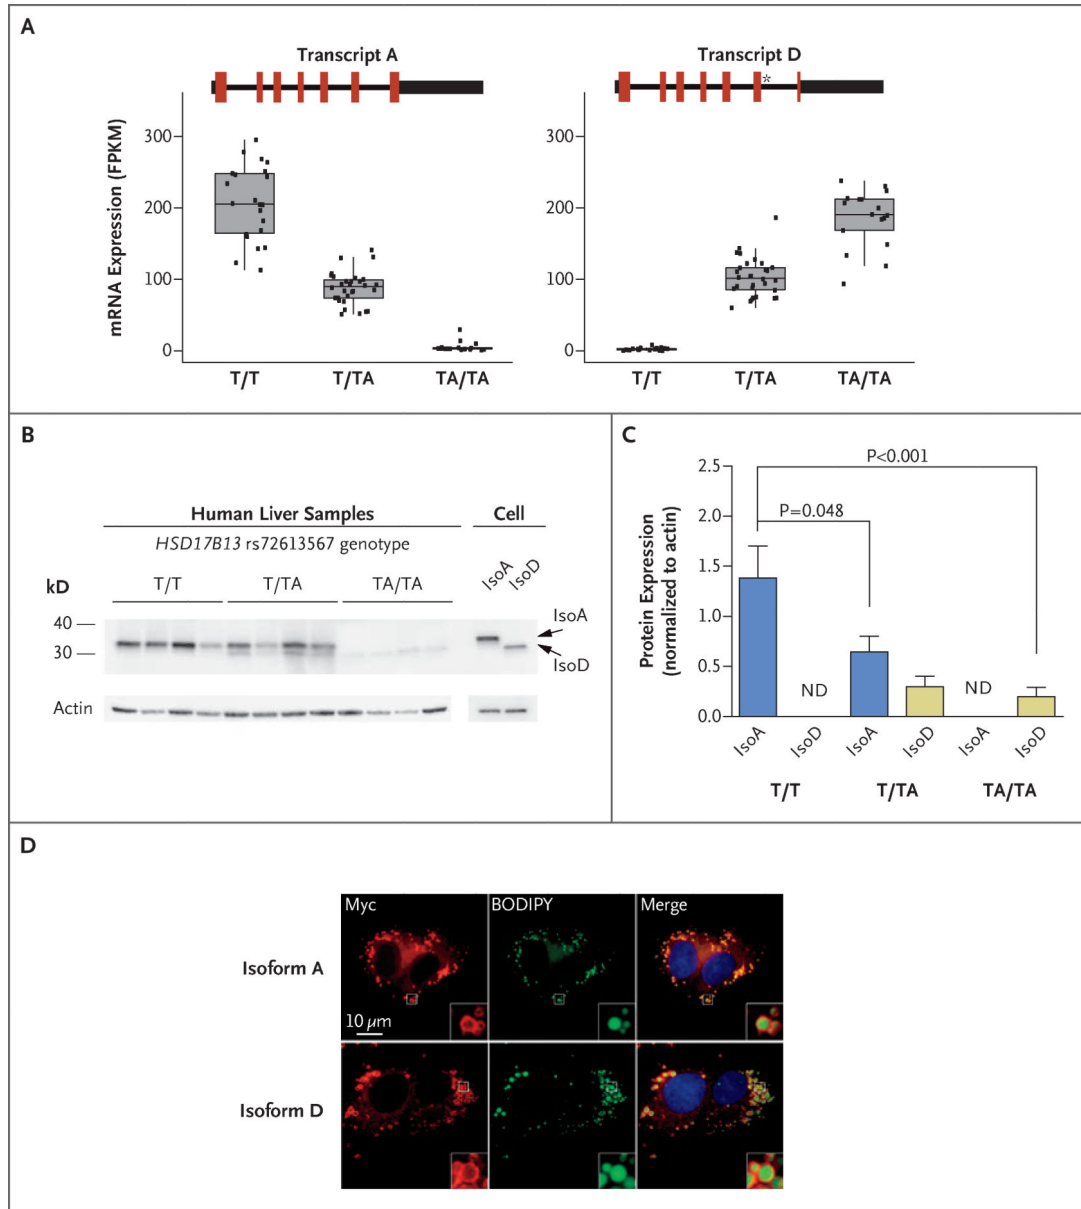 A
Transcript A
Transcript D
*
mRNA Expression (FPKM)
300
200
100
0
T/T
T/TA
TA/TA
300
200
100
0
T/T
T/TA
TA/TA
B
Human Liver Samples
Cell
HSD17B13 rs72613567 genotype
kD
T/T
T/TA
TA/TA
IsoA
IsoD
40
30
IsoA
IsoD
Actin
C
Protein Expression
(normalized to actin)
2.5
2.0
1.5
1.0
0.5
0.0
P<0.001
P=0.048
ND
ND
IsoA
IsoD
IsoA
IsoD
IsoA
IsoD
T/T
T/TA
TA/TA
D
Myc
BODIPY
Merge
Isoform A
10 µm
Isoform D